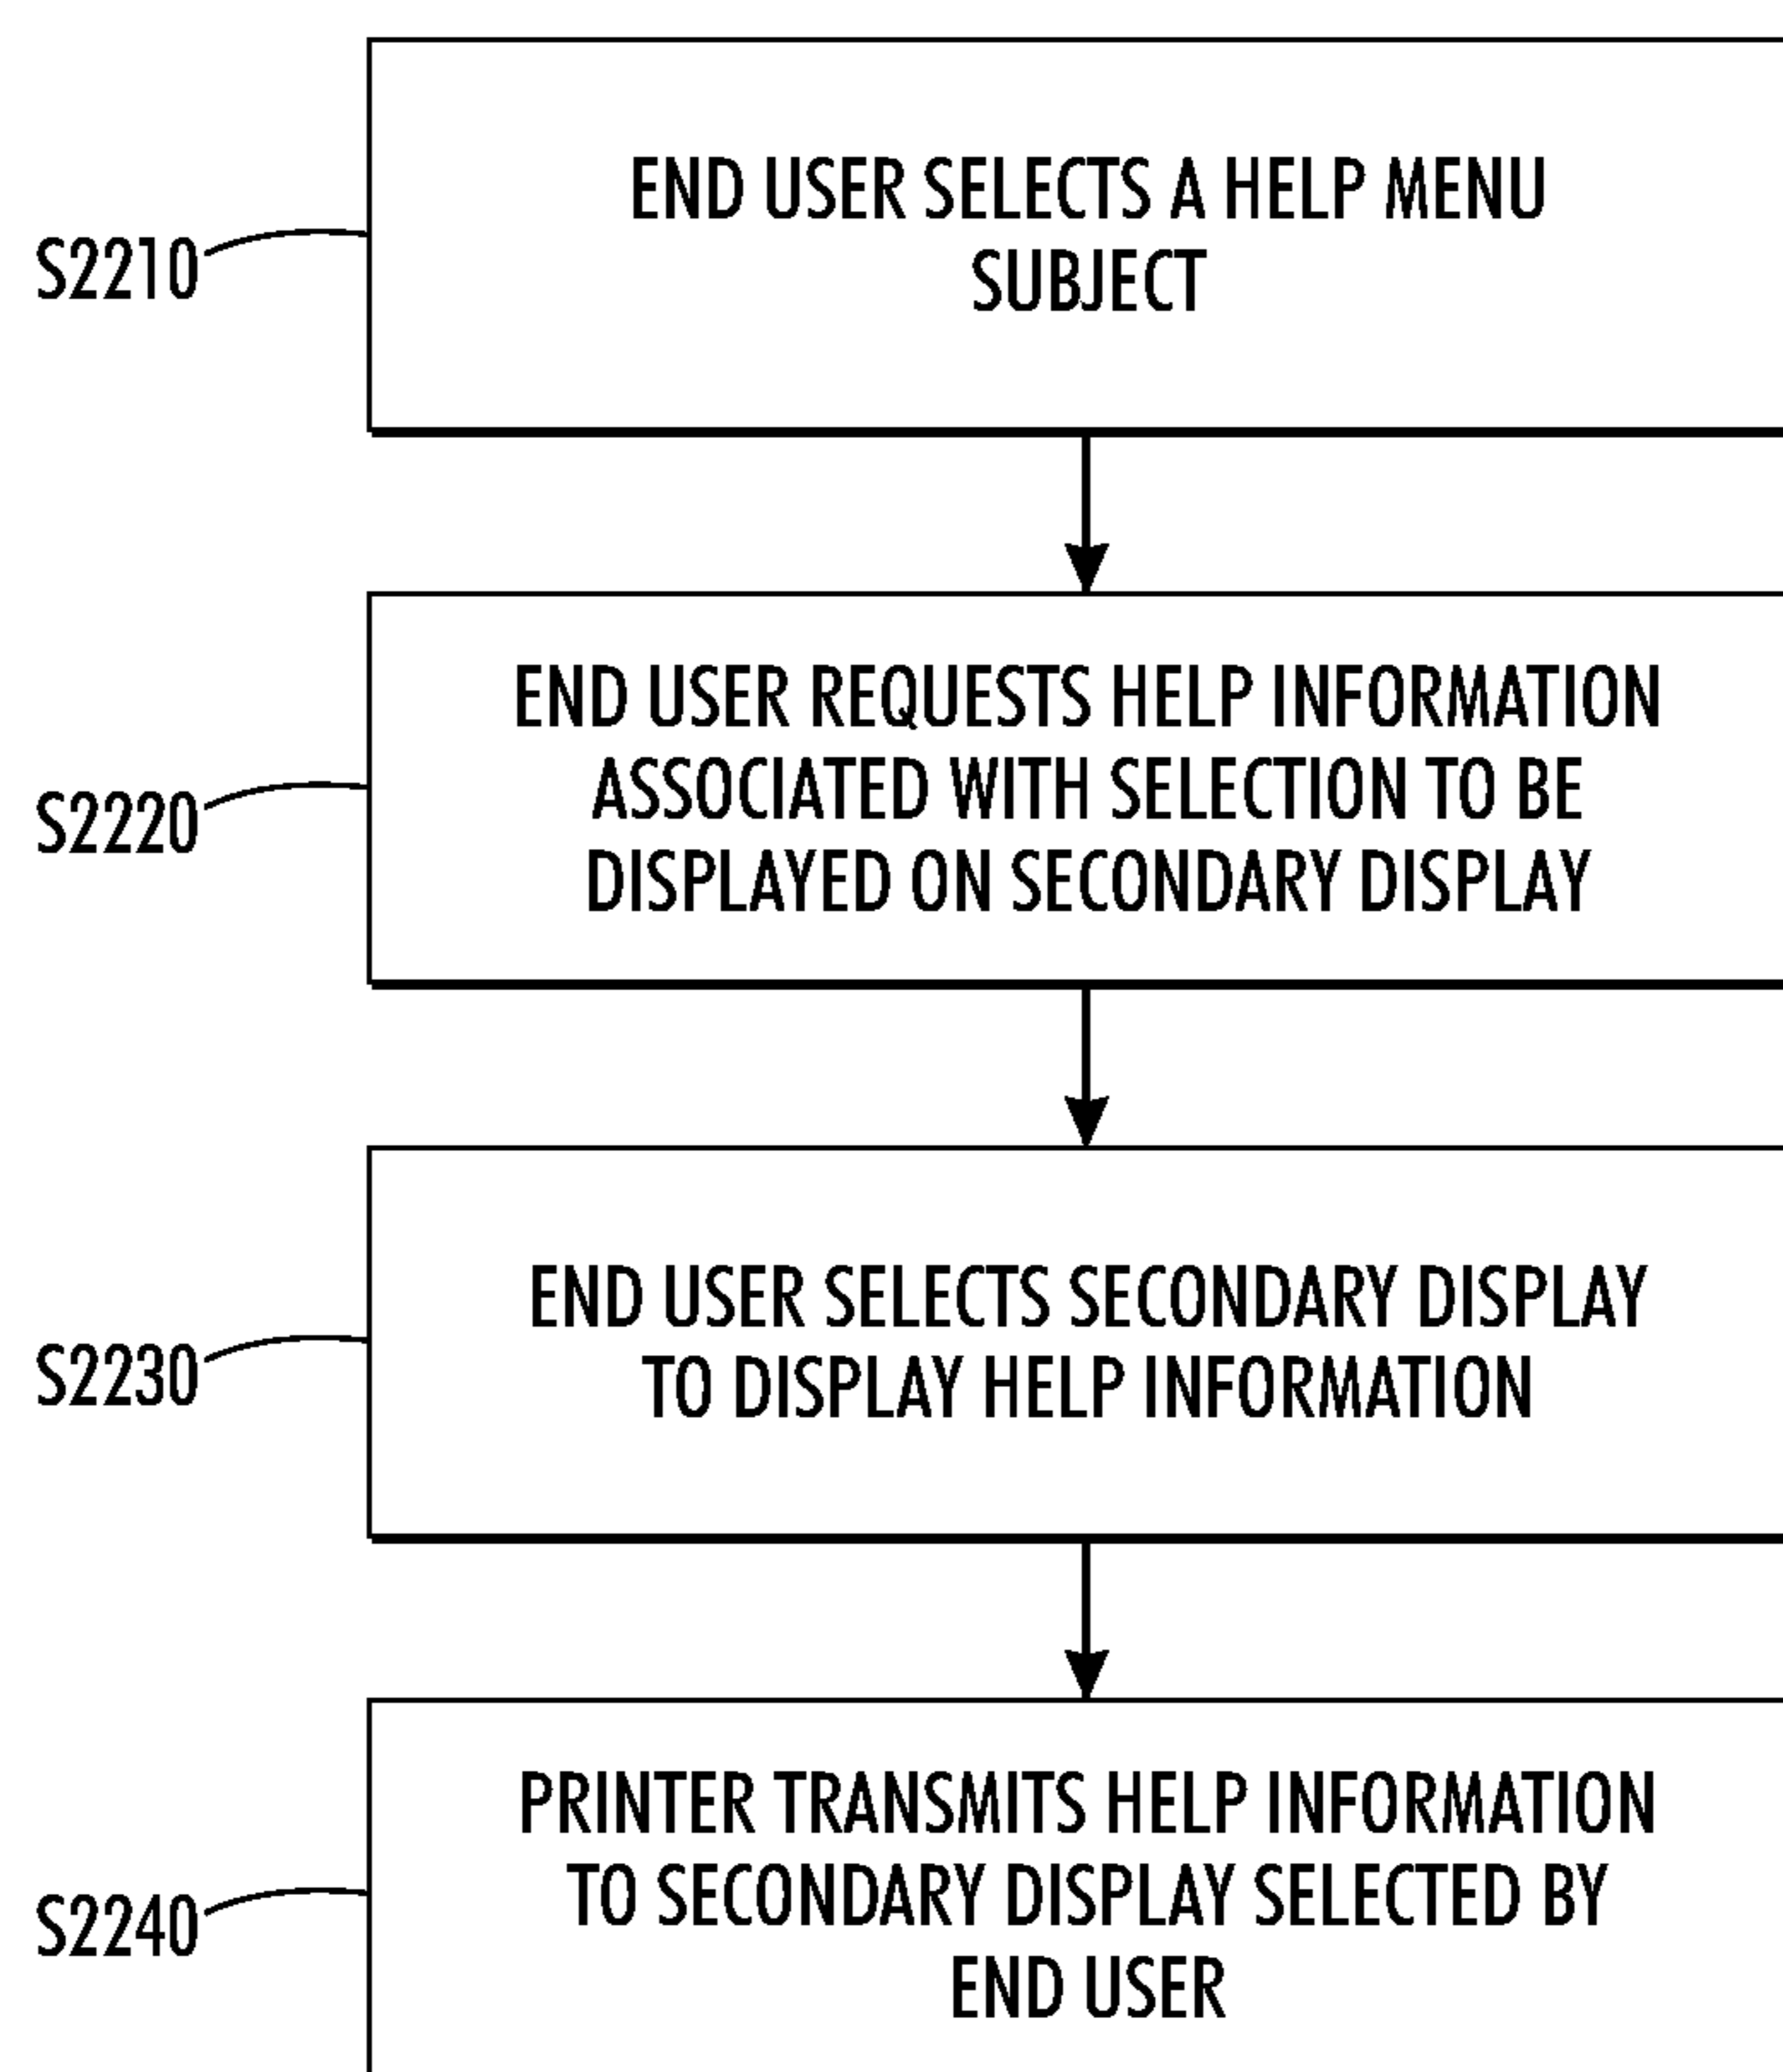 END USER SELECTS A HELP MENU
SUBJECT
S2210
END USER REQUESTS HELP INFORMATION
ASSOCIATED WITH SELECTION TO BE
DISPLAYED ON SECONDARY DISPLAY
S2220
END USER SELECTS SECONDARY DISPLAY
TO DISPLAY HELP INFORMATION
S2230
PRINTER TRANSMITS HELP INFORMATION
TO SECONDARY DISPLAY SELECTED BY
END USER
S2240